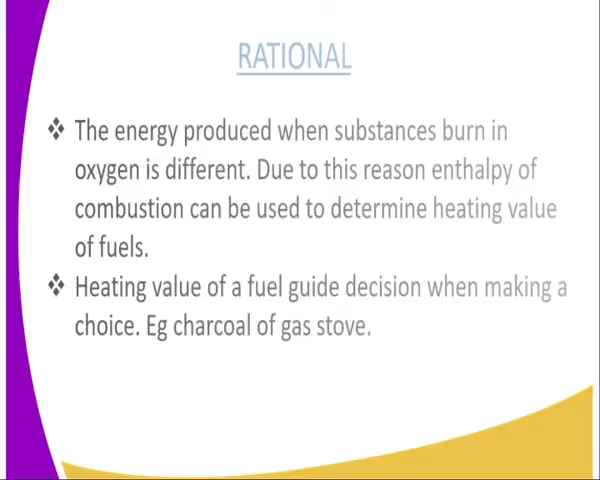 RATIONAL
❖ The energy produced when substances burn in
oxygen is different. Due to this reason enthalpy of
combustion can be used to determine heating value
of fuels.
❖ Heating value of a fuel guide decision when making a
choice. Eg charcoal of gas stove.